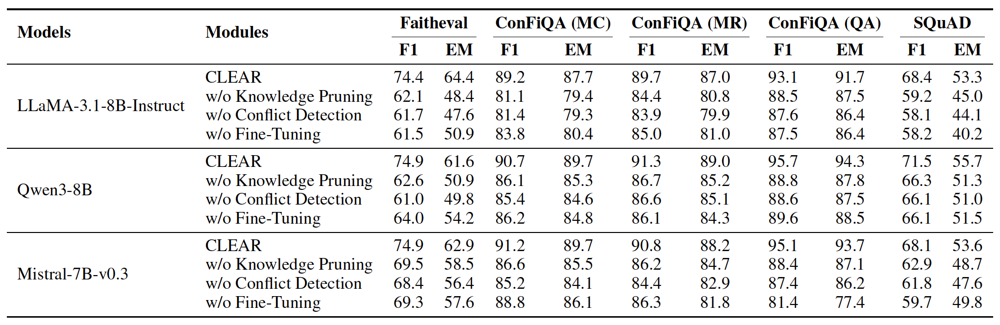 Models Modules Faitheval ConFiQA (MC) ConFiQA (MR) ConFiQA (QA) SQuAD
F1 EM F1 EM F1 EM F1 EM F1 EM
LLaMA-3.1-8B-Instruct
CLEAR 74.4 64.4 89.2 87.7 89.7 87.0 93.1 91.7 68.4 53.3
w/o Knowledge Pruning 62.1 48.4 81.1 79.4 84.4 80.8 88.5 87.5 59.2 45.0
w/o Conflict Detection 61.7 47.6 81.4 79.3 83.9 79.9 87.6 86.4 58.1 44.1
w/o Fine-Tuning 61.5 50.9 83.8 80.4 85.0 81.0 87.5 86.4 58.2 40.2
Qwen3-8B
CLEAR 74.9 61.6 90.7 89.7 91.3 89.0 95.7 94.3 71.5 55.7
w/o Knowledge Pruning 62.6 50.9 86.1 85.3 86.7 85.2 88.8 87.8 66.3 51.3
w/o Conflict Detection 61.0 49.8 85.4 84.6 86.6 85.1 88.6 87.5 66.1 51.0
w/o Fine-Tuning 64.0 54.2 86.2 84.8 86.1 84.3 89.6 88.5 66.1 51.5
Mistral-7B-v0.3
CLEAR 74.9 62.9 91.2 89.7 90.8 88.2 95.1 93.7 68.1 53.6
w/o Knowledge Pruning 69.5 58.5 86.6 85.5 86.2 84.7 88.4 87.1 62.9 48.7
w/o Conflict Detection 68.4 56.4 85.2 84.1 84.4 82.9 87.4 86.2 61.8 47.6
w/o Fine-Tuning 69.3 57.6 88.8 86.1 86.3 81.8 81.4 77.4 59.7 49.8